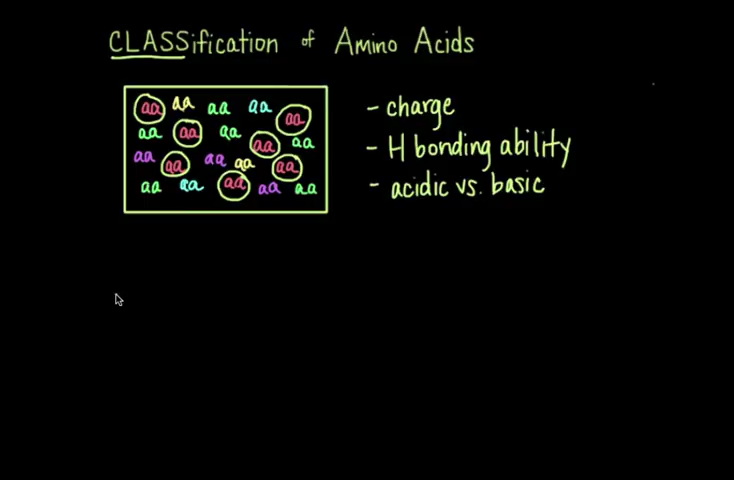 CLASSification of Amino Acids
aa aa aa aa aa
aa aa aa aa aa
aa aa aa aa aa
aa aa aa aa aa
- charge
- H bonding ability
- acidic vs. basic